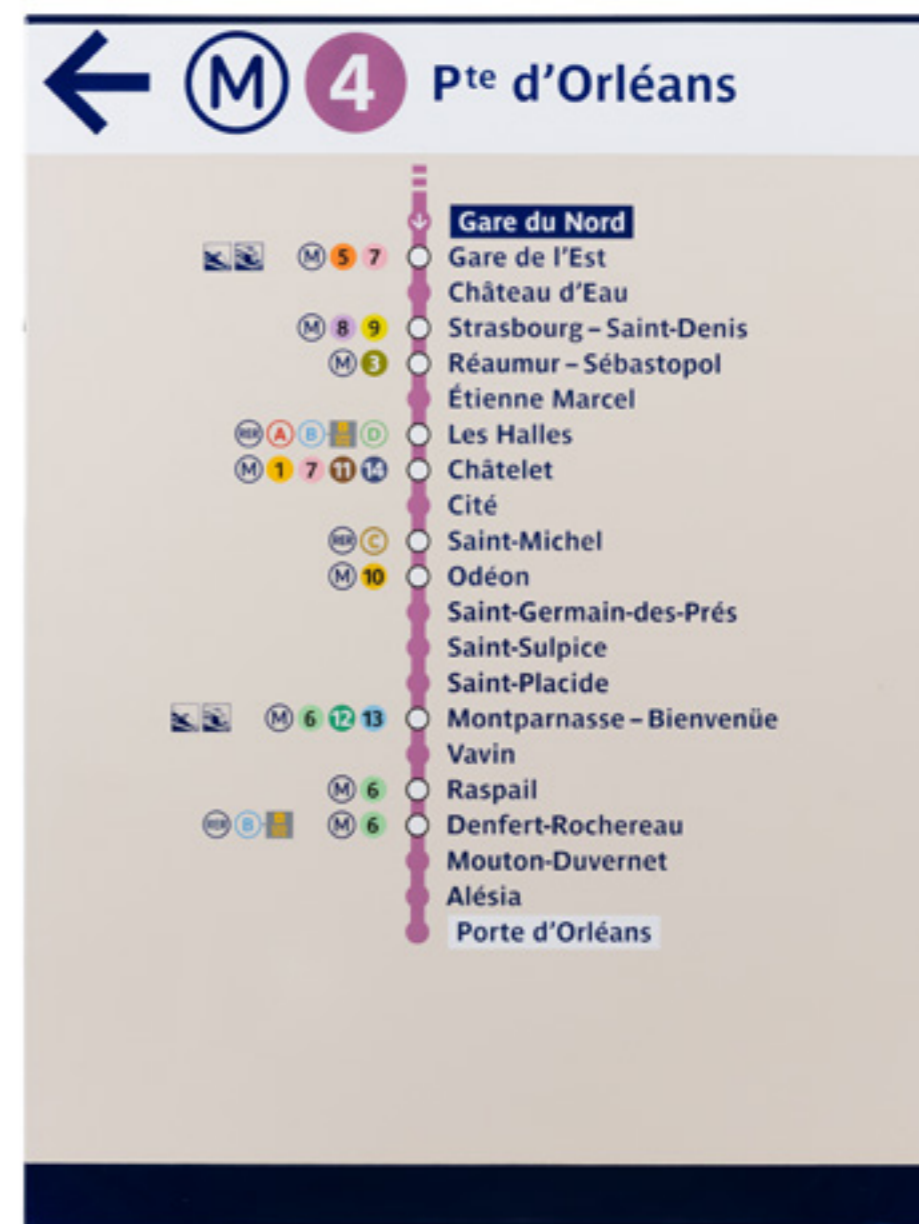 M 4 Pte d'Orléans
Gare du Nord
M 5 7 Gare de l'Est
Château d'Eau
M 8 9 Strasbourg – Saint-Denis
M 3 Réaumur – Sébastopol
Étienne Marcel
RER A B D Les Halles
M 1 7 11 14 Châtelet
Cité
RER C Saint-Michel
M 10 Odéon
Saint-Germain-des-Prés
Saint-Sulpice
Saint-Placide
M 6 12 13 Montparnasse – Bienvenüe
Vavin
M 6 Raspail
RER B M 6 Denfert-Rochereau
Mouton-Duvernet
Alésia
Porte d'Orléans